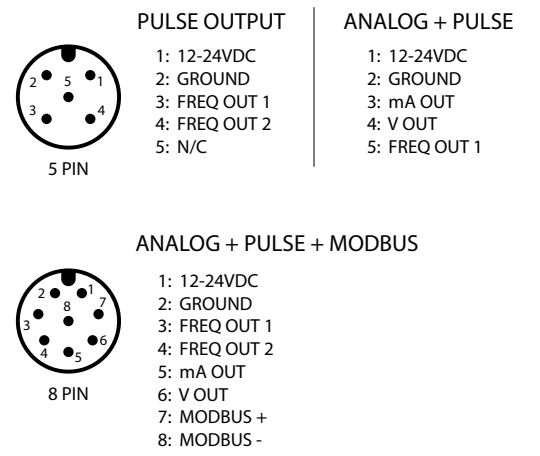 PULSE OUTPUT
1: 12-24VDC
2: GROUND
3: FREQ OUT 1
4: FREQ OUT 2
5: N/C
ANALOG + PULSE
1: 12-24VDC
2: GROUND
3: mA OUT
4: V OUT
5: FREQ OUT 1
2 5 1
3 4
5 PIN
ANALOG + PULSE + MODBUS
1: 12-24VDC
2: GROUND
3: FREQ OUT 1
4: FREQ OUT 2
5: mA OUT
6: V OUT
7: MODBUS +
8: MODBUS -
2 1
8 7
3 6
4 5
8 PIN